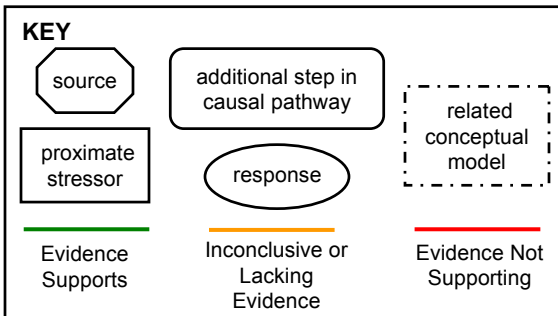 KEY
source
additional step in
causal pathway
related
conceptual
model
proximate
stressor
response
Evidence
Supports
Inconclusive or
Lacking
Evidence
Evidence Not
Supporting